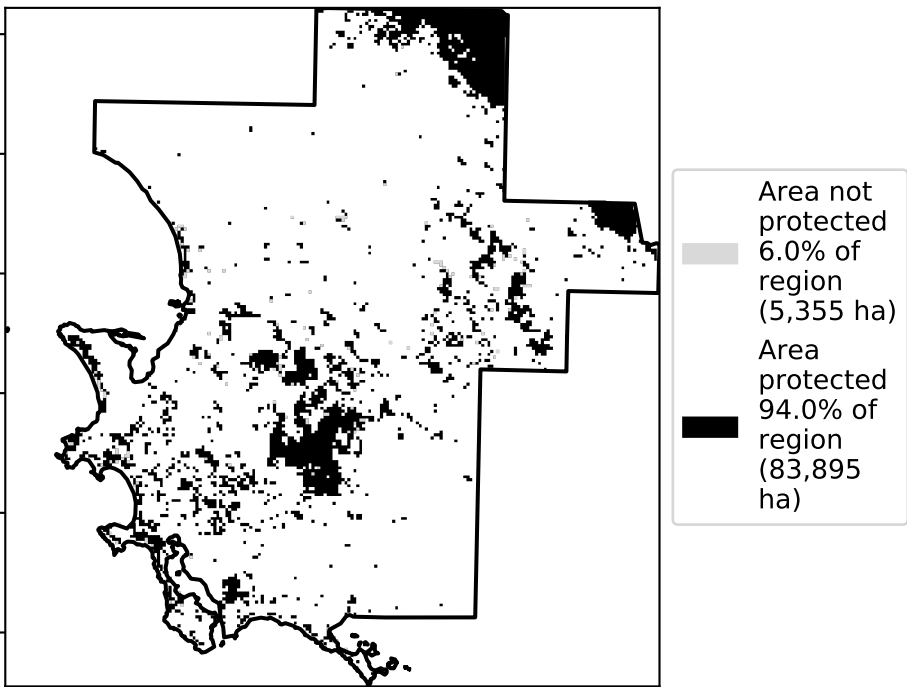 Area not
protected
6.0% of
region
(5,355 ha)
Area
protected
94.0% of
region
(83,895
ha)